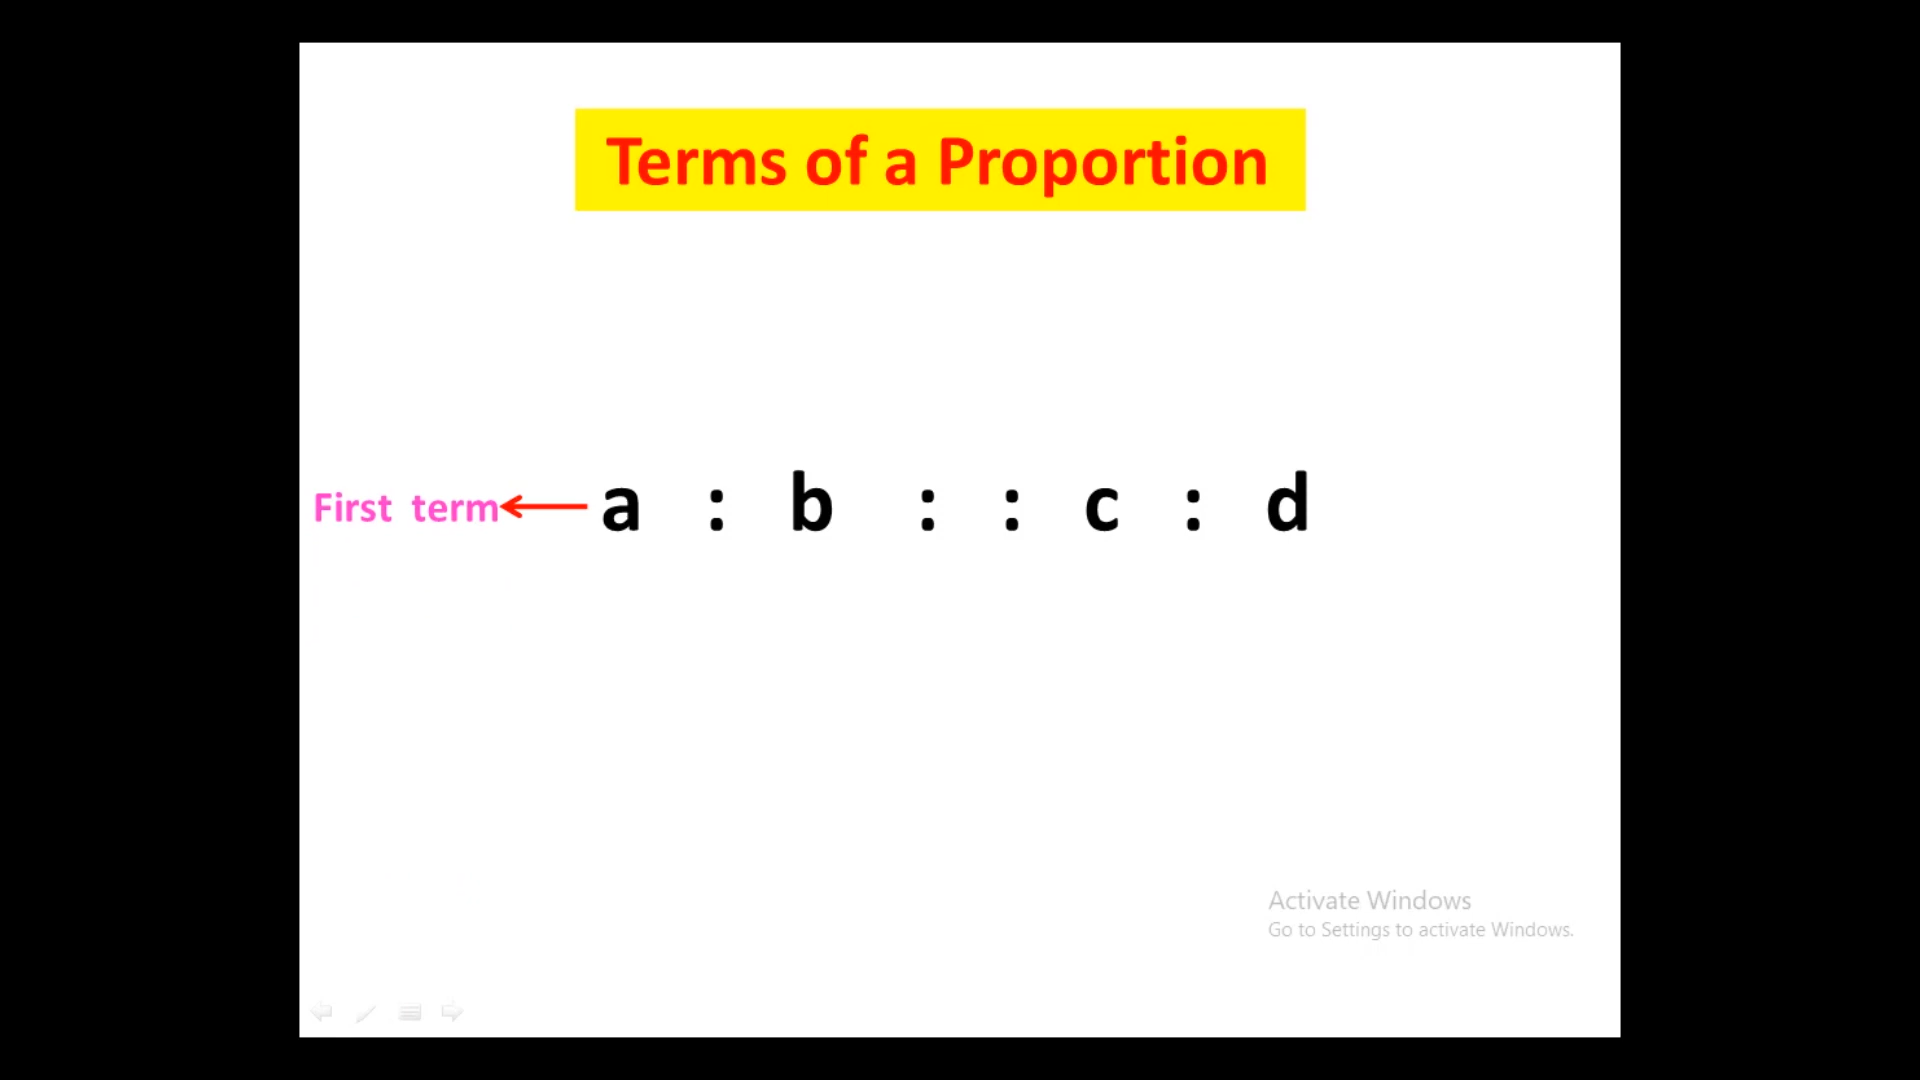 Terms of a Proportion
First term a : b : : c : d
Activate Windows
Go to Settings to activate Windows.